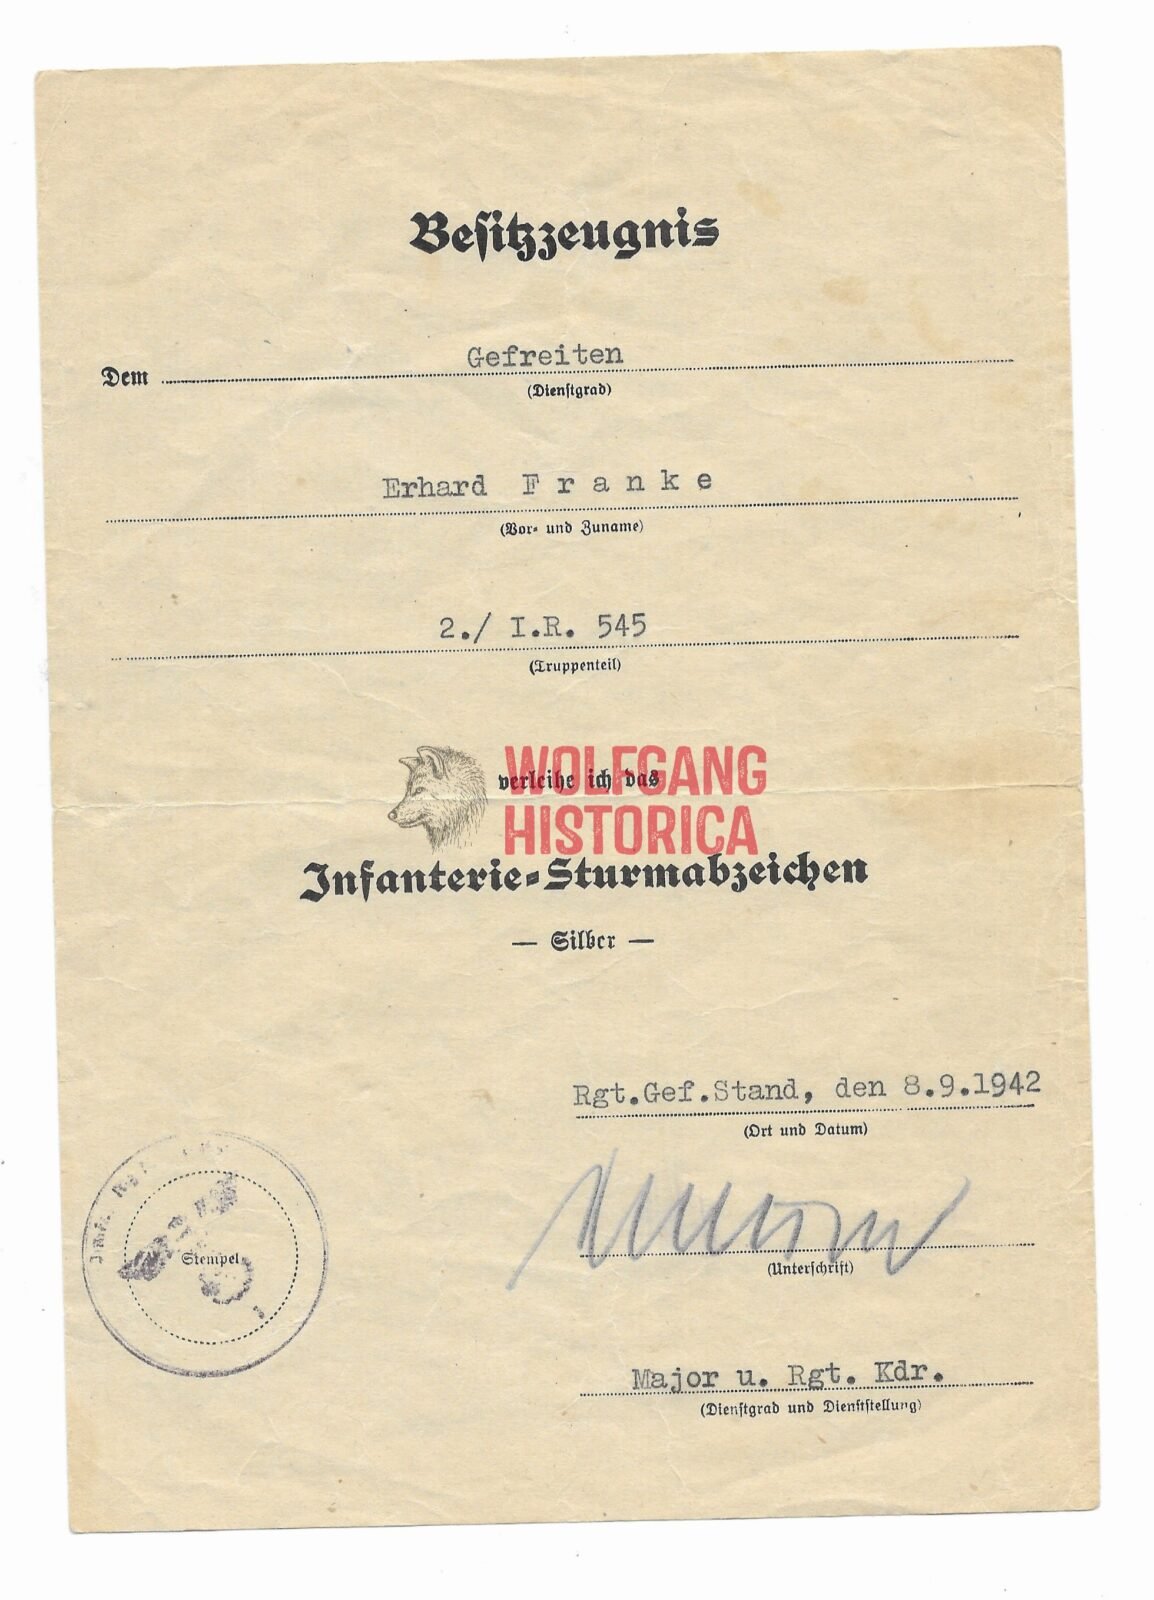 Besitzzeugnis
Gefreiten
Dem
(Dienstgrad)
Erhard F r a n k e
(Vor- und Zuname)
2./ I.R. 545
(Truppenteil)
WOLFGANG
verleihe ich das
HISTORICA
Infanterie-Sturmabzeichen
— Silber —
Rgt.Gef.Stand, den 8.9.1942
(Ort und Datum)
Stempel
(Unterschrift)
Major u. Rgt. Kdr.
(Dienstgrad und Dienststellung)